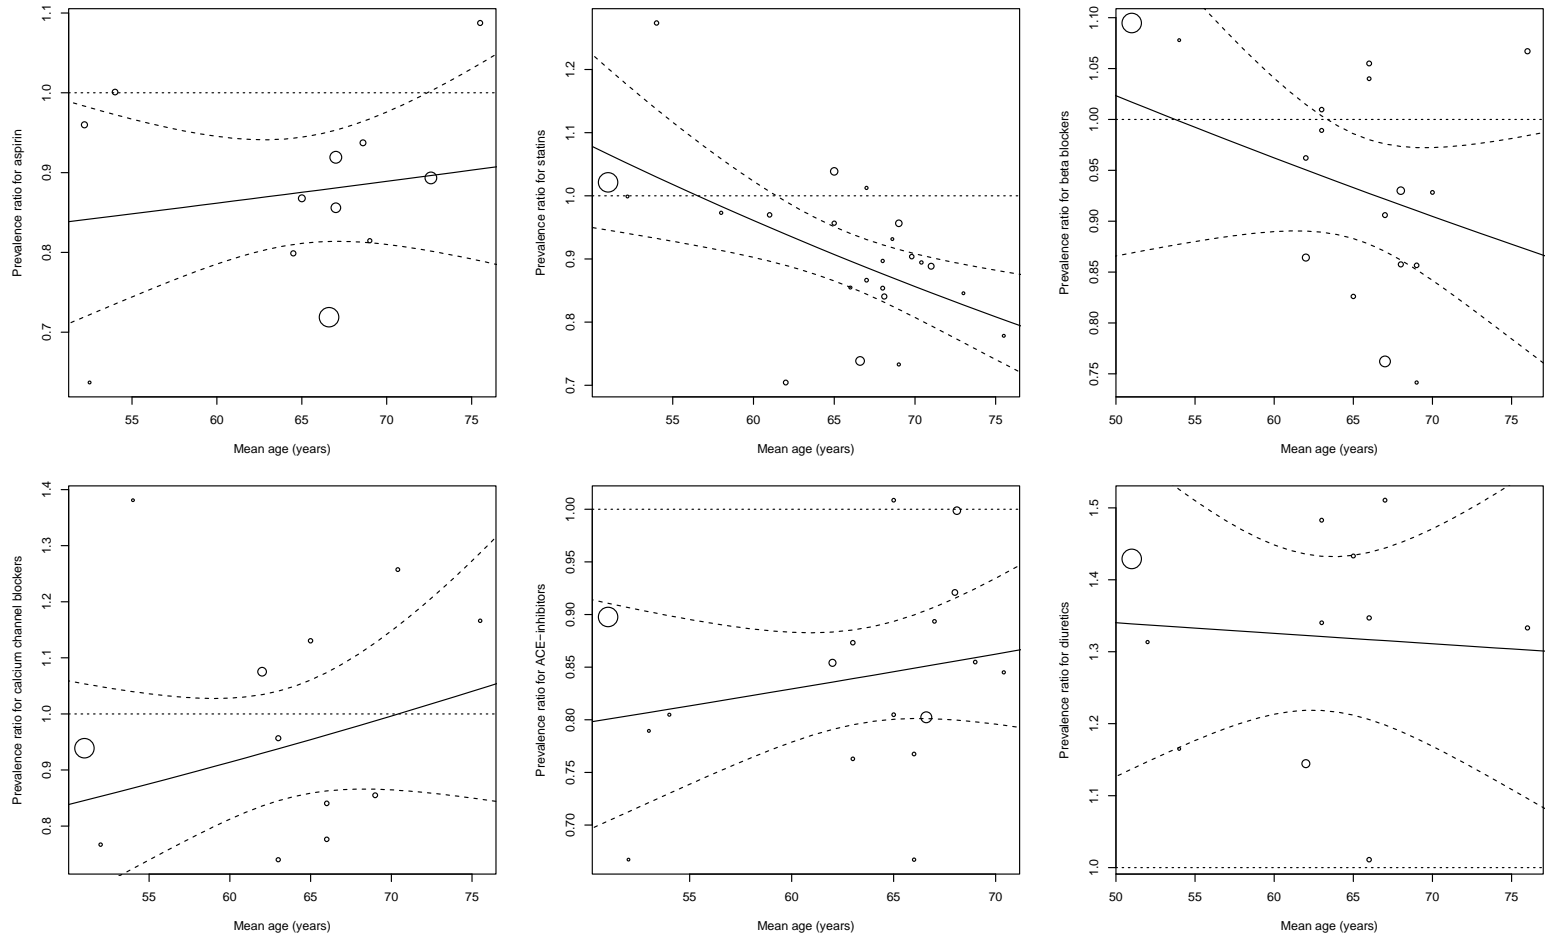 Prevalence ratio for aspirin
0.7 0.8 0.9 1.0 1.1
55 60 65 70 75
Mean age (years)
Prevalence ratio for statins
0.7 0.8 0.9 1.0 1.1 1.2
55 60 65 70 75
Mean age (years)
Prevalence ratio for beta blockers
0.75 0.80 0.85 0.90 0.95 1.00 1.05 1.10
50 55 60 65 70 75
Mean age (years)
Prevalence ratio for calcium channel blockers
0.8 0.9 1.0 1.1 1.2 1.3 1.4
55 60 65 70 75
Mean age (years)
Prevalence ratio for ACE−inhibitors
0.70 0.75 0.80 0.85 0.90 0.95 1.00
55 60 65 70
Mean age (years)
Prevalence ratio for diuretics
1.0 1.1 1.2 1.3 1.4 1.5
50 55 60 65 70 75
Mean age (years)